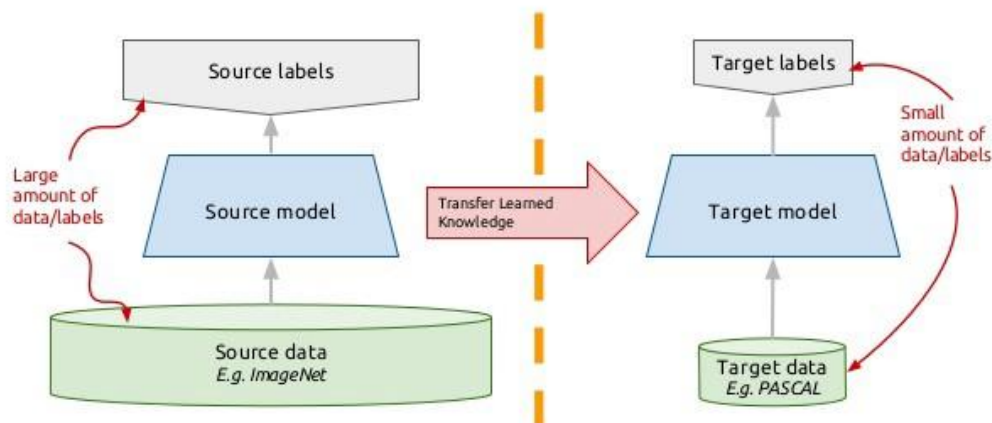 Source labels
Large
amount of
data/labels
Source model
Source data
E.g. ImageNet
Transfer Learned
Knowledge
Target labels
Small
amount of
data/labels
Target model
Target data
E.g. PASCAL